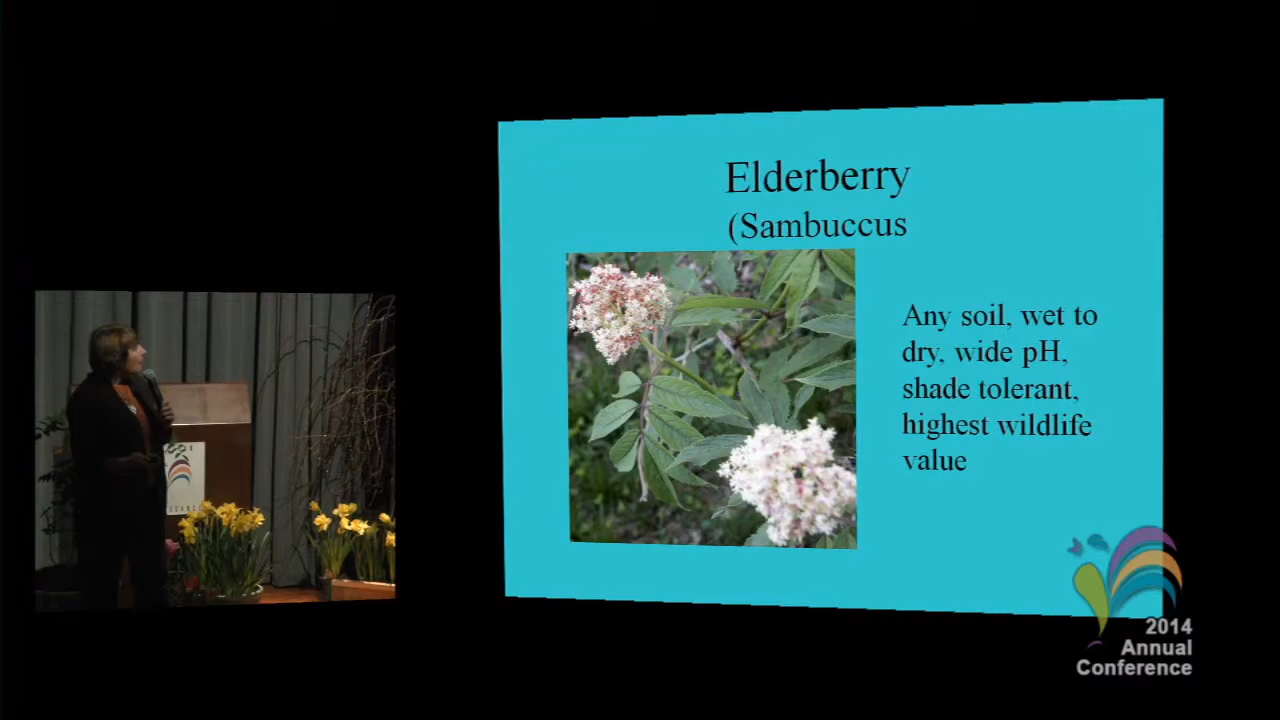 Elderberry
(Sambuccus
Any soil, wet to
dry, wide pH,
shade tolerant,
highest wildlife
value
2014
Annual
Conference